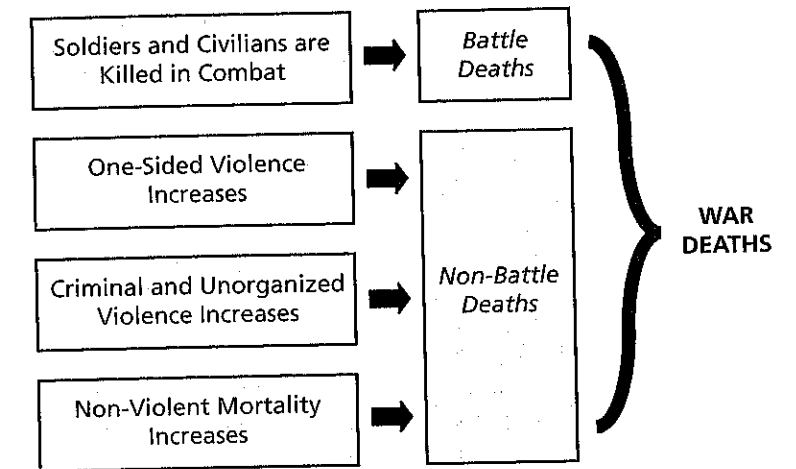 Soldiers and Civilians are
Killed in Combat
Battle
Deaths
One-Sided Violence
Increases
Criminal and Unorganized
Violence Increases
Non-Violent Mortality
Increases
Non-Battle
Deaths
WAR
DEATHS